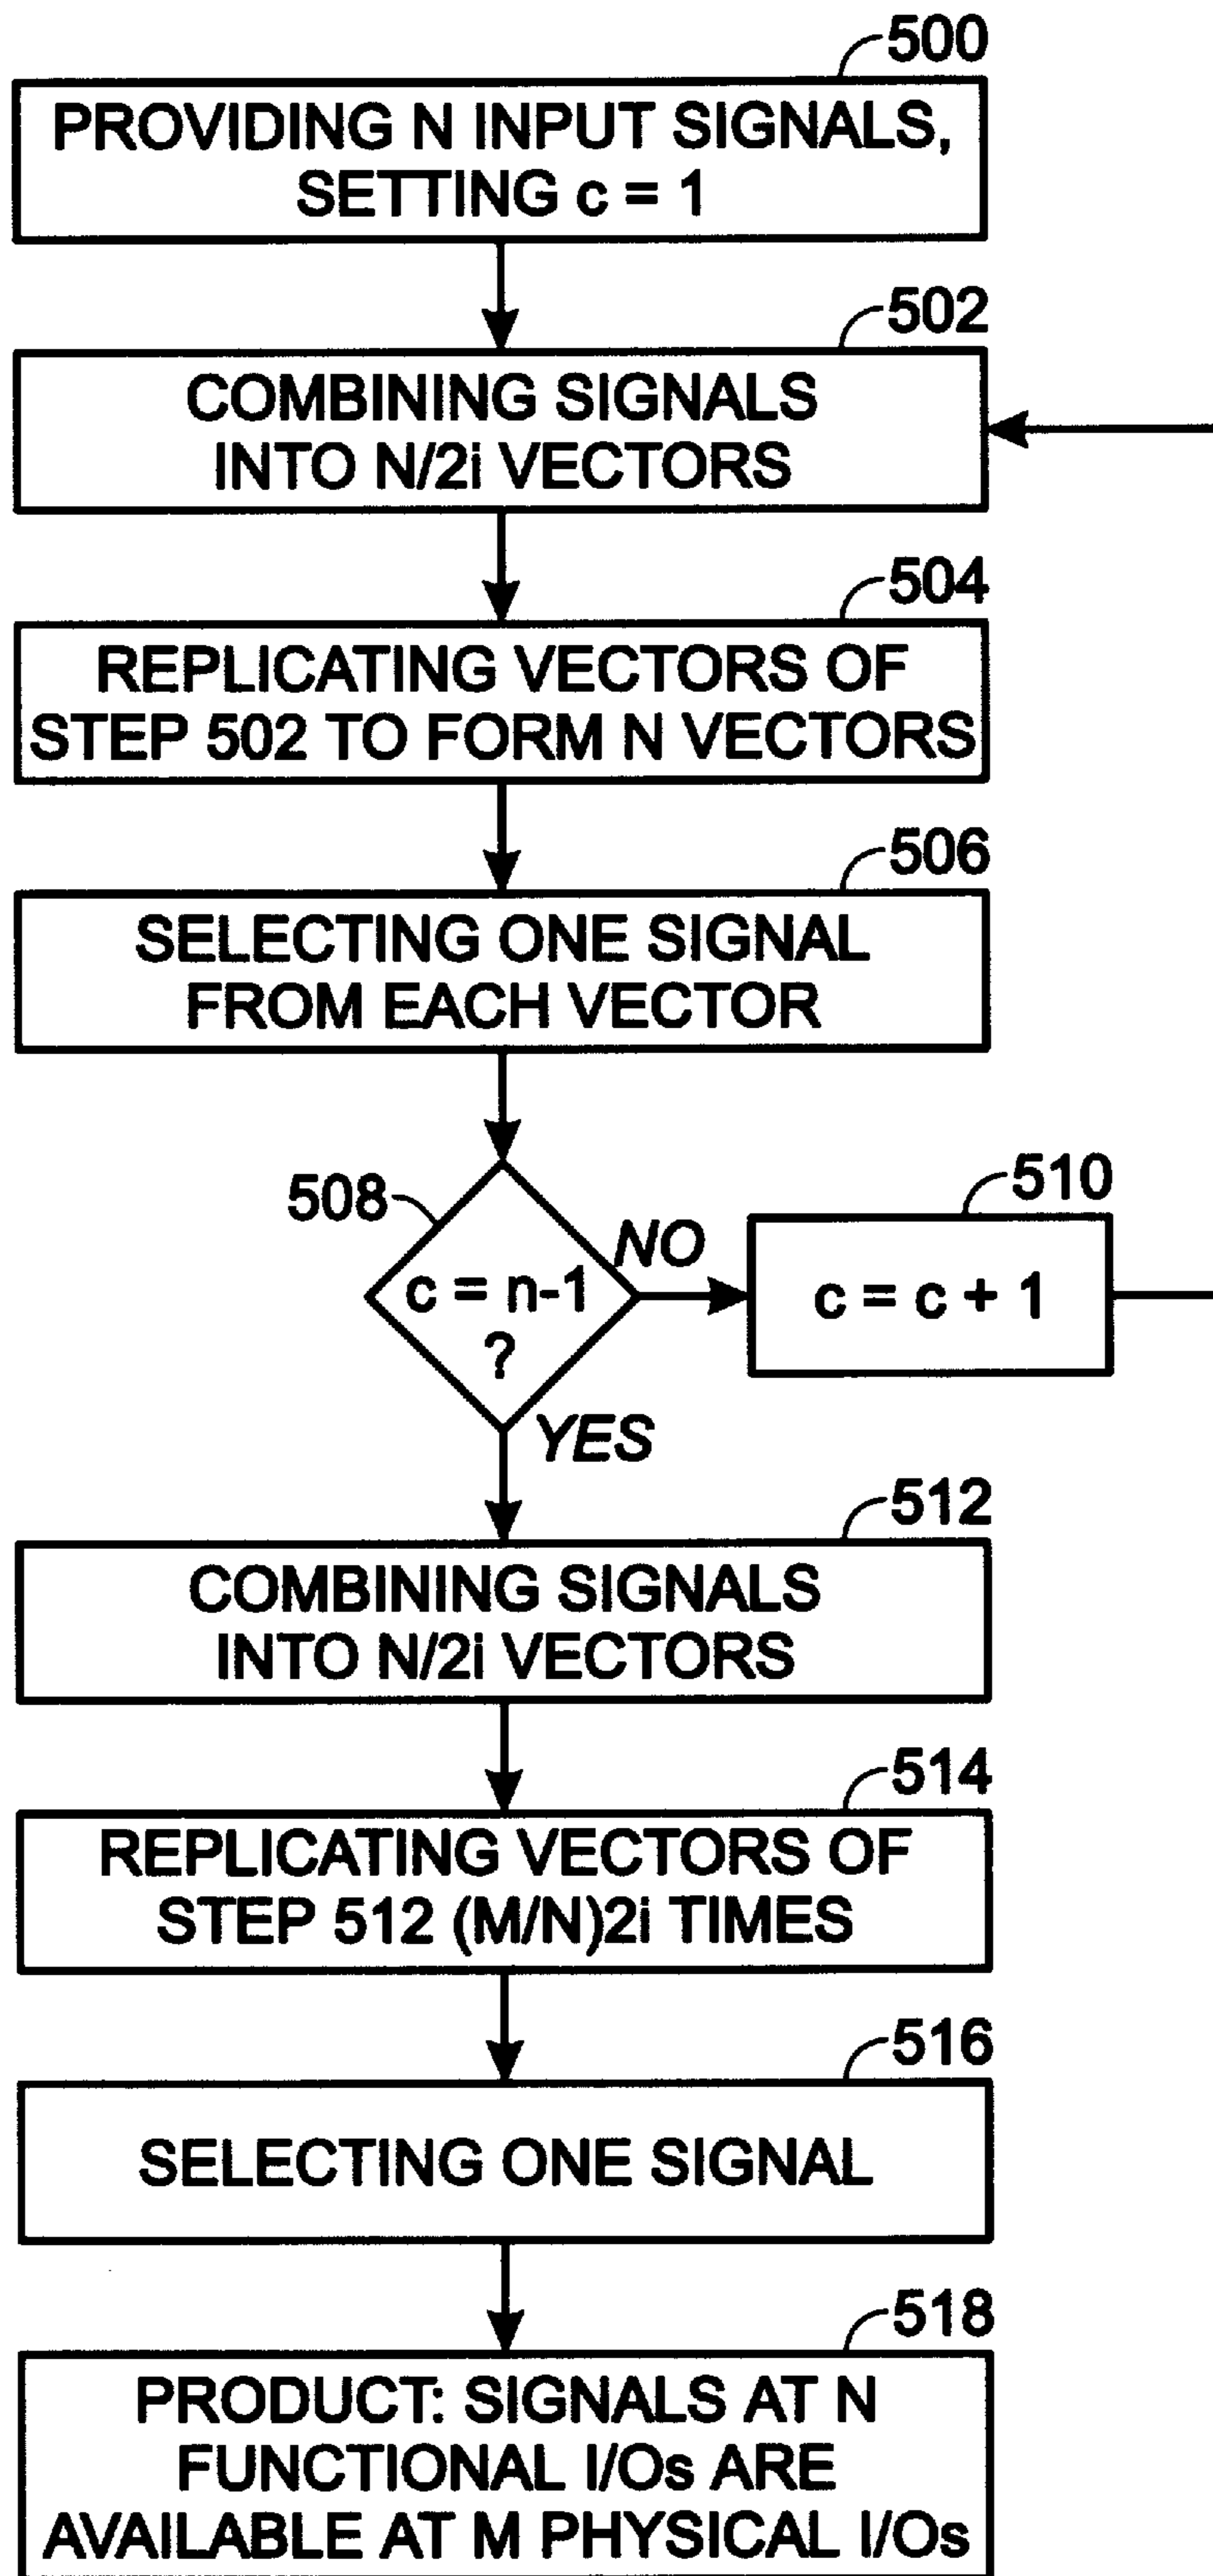 500
PROVIDING N INPUT SIGNALS,
SETTING c = 1
502
COMBINING SIGNALS
INTO N/2i VECTORS
504
REPLICATING VECTORS OF
STEP 502 TO FORM N VECTORS
506
SELECTING ONE SIGNAL
FROM EACH VECTOR
508
c = n-1
?
NO
510
c = c + 1
YES
512
COMBINING SIGNALS
INTO N/2i VECTORS
514
REPLICATING VECTORS OF
STEP 512 (M/N)2i TIMES
516
SELECTING ONE SIGNAL
518
PRODUCT: SIGNALS AT N
FUNCTIONAL I/Os ARE
AVAILABLE AT M PHYSICAL I/Os